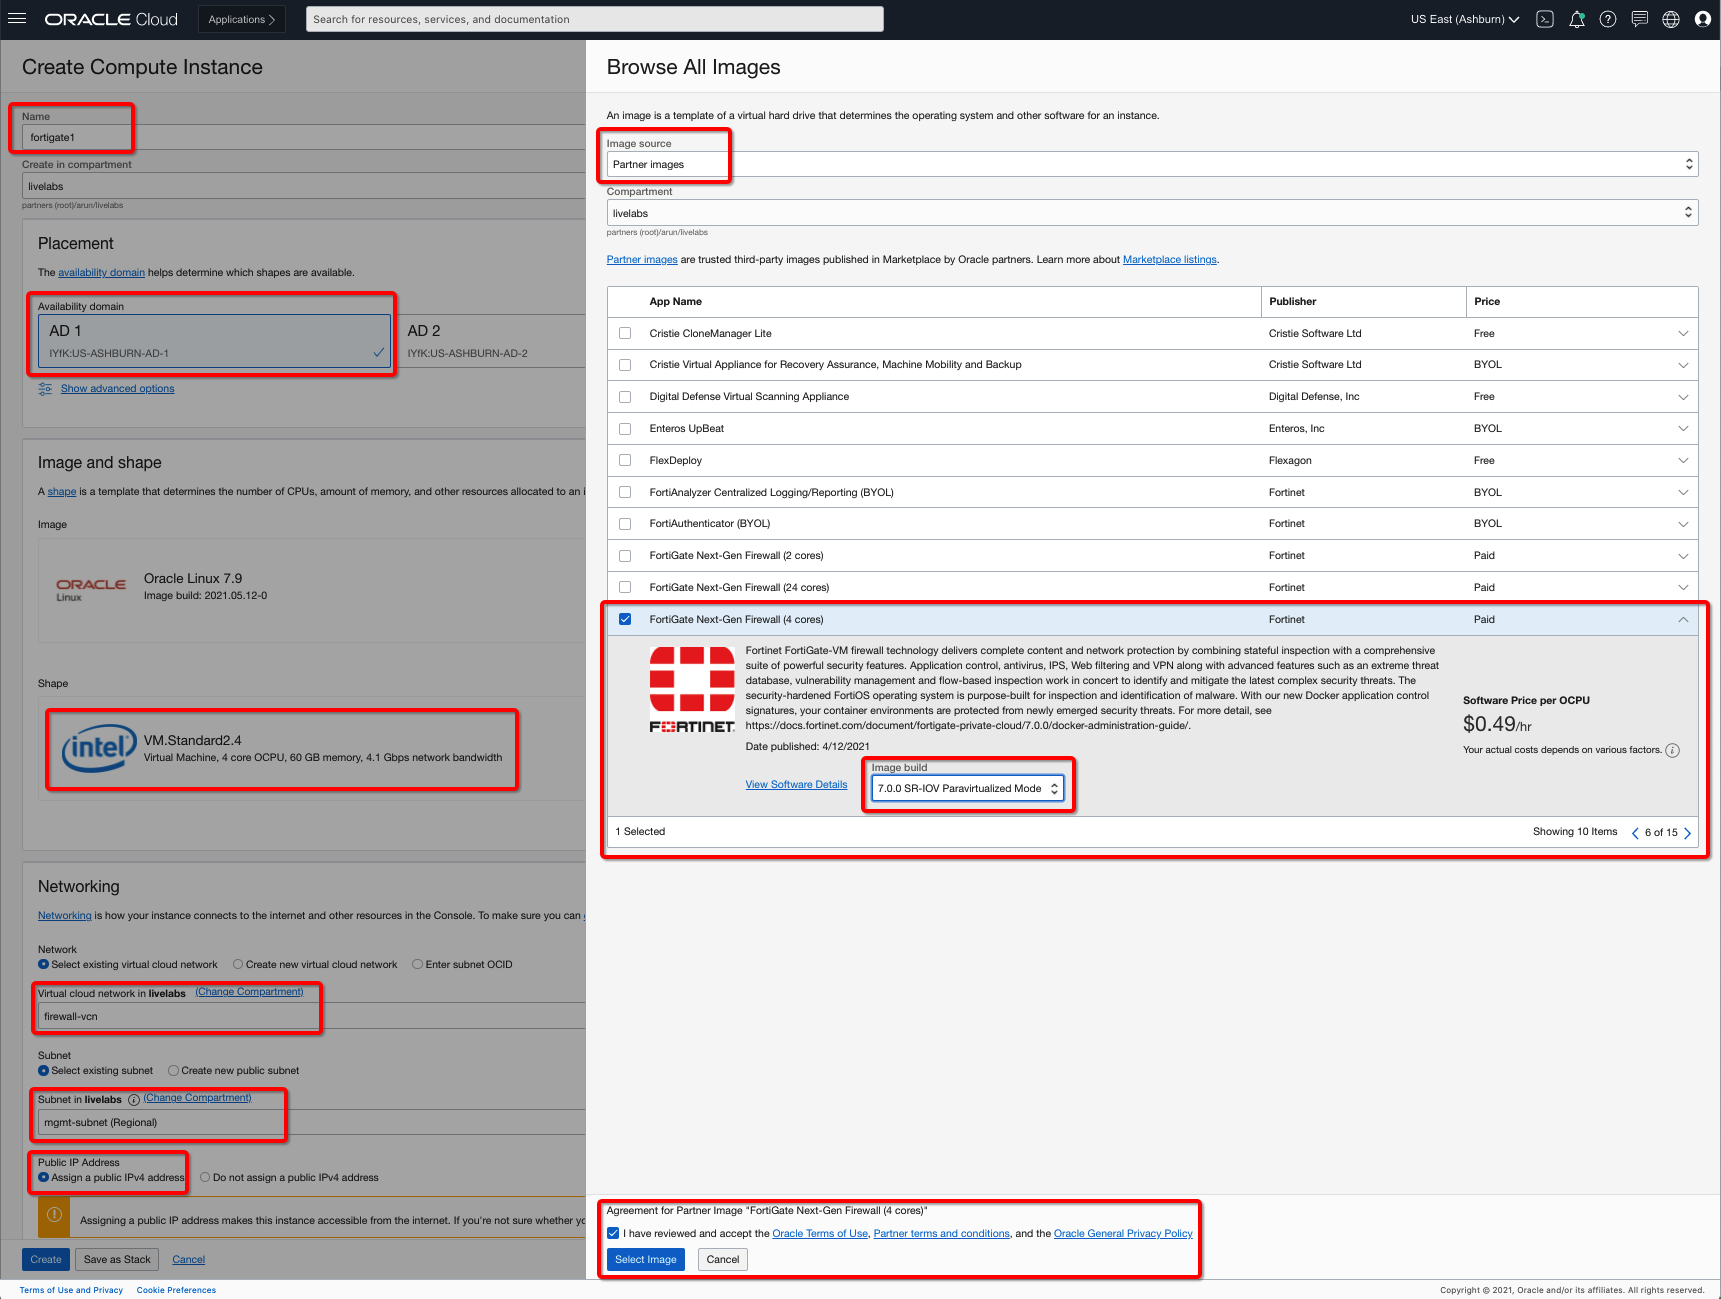 ORACLE Cloud
Applications
Search for resources, services, and documentation
US East (Ashburn)
Create Compute Instance
Name
fortigate1
Create in compartment
livelabs
partners (root)/arun/livelabs
Placement
The availability domain helps determine which shapes are available.
Availability domain
AD 1
IYfK:US-ASHBURN-AD-1
AD 2
IYfK:US-ASHBURN-AD-2
Show advanced options
Image and shape
A shape is a template that determines the number of CPUs, amount of memory, and other resources allocated to an i
Image
ORACLE
Linux
Oracle Linux 7.9
Image build: 2021.05.12-0
Shape
intel
VM.Standard2.4
Virtual Machine, 4 core OCPU, 60 GB memory, 4.1 Gbps network bandwidth
Networking
Networking is how your instance connects to the internet and other resources in the Console. To make sure you can
Network
Select existing virtual cloud network
Create new virtual cloud network
Enter subnet OCID
Virtual cloud network in livelabs (Change Compartment)
firewall-vcn
Subnet
Select existing subnet
Create new public subnet
Subnet in livelabs (Change Compartment)
mgmt-subnet (Regional)
Public IP Address
Assign a public IPv4 address
Do not assign a public IPv4 address
Assigning a public IP address makes this instance accessible from the internet. If you're not sure whether yo
Create
Save as Stack
Cancel
Browse All Images
An image is a template of a virtual hard drive that determines the operating system and other software for an instance.
Image source
Partner images
Compartment
livelabs
partners (root)/arun/livelabs
Partner images are trusted third-party images published in Marketplace by Oracle partners. Learn more about Marketplace listings.
App Name Publisher Price
Cristie CloneManager Lite Cristie Software Ltd Free
Cristie Virtual Appliance for Recovery Assurance, Machine Mobility and Backup Cristie Software Ltd BYOL
Digital Defense Virtual Scanning Appliance Digital Defense, Inc Free
Enteros UpBeat Enteros, Inc BYOL
FlexDeploy Flexagon Free
FortiAnalyzer Centralized Logging/Reporting (BYOL) Fortinet BYOL
FortiAuthenticator (BYOL) Fortinet BYOL
FortiGate Next-Gen Firewall (2 cores) Fortinet Paid
FortiGate Next-Gen Firewall (24 cores) Fortinet Paid
FortiGate Next-Gen Firewall (4 cores) Fortinet Paid
FORTINET
Fortinet FortiGate-VM firewall technology delivers complete content and network protection by combining stateful inspection with a comprehensive
suite of powerful security features. Application control, antivirus, IPS, Web filtering and VPN along with advanced features such as an extreme threat
database, vulnerability management and flow-based inspection work in concert to identify and mitigate the latest complex security threats. The
security-hardened FortiOS operating system is purpose-built for inspection and identification of malware. With our new Docker application control
signatures, your container environments are protected from newly emerged security threats. For more detail, see
https://docs.fortinet.com/document/fortigate-private-cloud/7.0.0/docker-administration-guide/.
Date published: 4/12/2021
View Software Details
Image build
7.0.0 SR-IOV Paravirtualized Mode
Software Price per OCPU
$0.49/hr
Your actual costs depends on various factors.
1 Selected
Showing 10 Items
6 of 15
Agreement for Partner Image "FortiGate Next-Gen Firewall (4 cores)"
I have reviewed and accept the Oracle Terms of Use, Partner terms and conditions, and the Oracle General Privacy Policy
Select Image
Cancel
Terms of Use and Privacy
Cookie Preferences
Copyright © 2021, Oracle and/or its affiliates. All rights reserved.